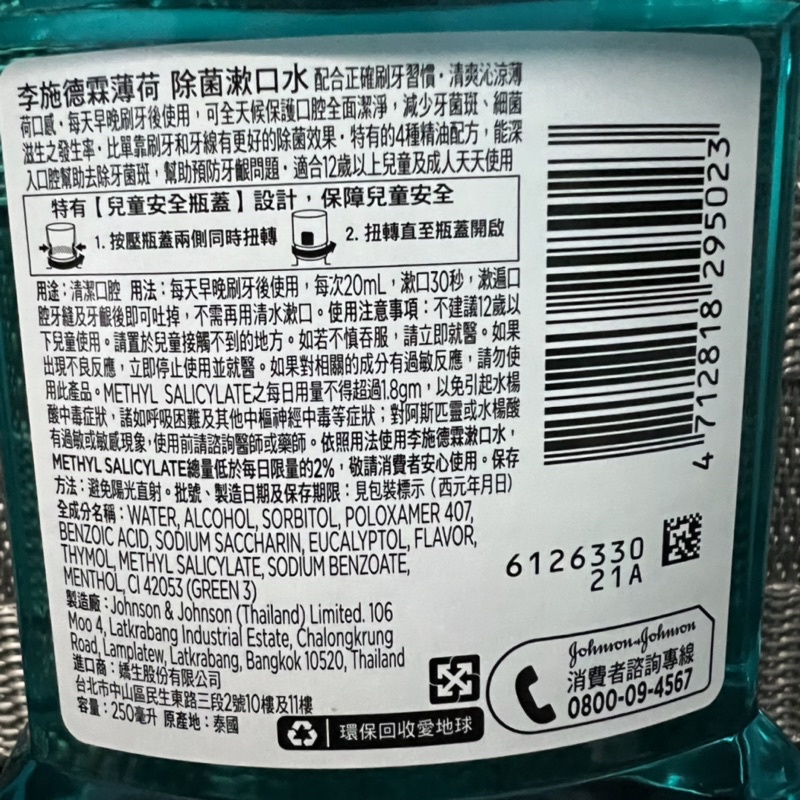 李施德霖薄荷 除菌漱口水 配合正確刷牙習慣，清爽沁涼薄
荷口感，每天早晚刷牙後使用，可全天候保護口腔全面潔淨，減少牙菌斑、細菌
滋生之發生率。比單靠刷牙和牙線有更好的除菌效果。特有的4種精油配方，能深
入口腔幫助去除牙菌斑，幫助預防牙齦問題。適合12歲以上兒童及成人天天使用
特有【兒童安全瓶蓋】設計，保障兒童安全
1. 按壓瓶蓋兩側同時扭轉
2. 扭轉直至瓶蓋開啟
用途：清潔口腔 用法：每天早晚刷牙後使用，每次20mL，漱口30秒，漱遍口
腔牙縫及牙齦後即可吐掉，不需再用清水漱口。使用注意事項：不建議12歲以
下兒童使用。請置於兒童接觸不到的地方。如若不慎吞服，請立即就醫。如果
出現不良反應，立即停止使用並就醫。如果對相關的成分有過敏反應，請勿使
用此產品。METHYL SALICYLATE之每日用量不得超過1.8gm，以免引起水楊
酸中毒症狀，諸如呼吸困難及其他中樞神經中毒等症狀；對阿斯匹靈或水楊酸
有過敏或敏感現象，使用前請諮詢醫師或藥師。依照用法使用李施德霖漱口水，
METHYL SALICYLATE總量低於每日限量的2%，敬請消費者安心使用。保存
方法：避免陽光直射。批號、製造日期及保存期限：見包裝標示（西元年月日）
全成分名稱：WATER, ALCOHOL, SORBITOL, POLOXAMER 407,
BENZOIC ACID, SODIUM SACCHARIN, EUCALYPTOL, FLAVOR,
THYMOL, METHYL SALICYLATE, SODIUM BENZOATE,
MENTHOL, CI 42053 (GREEN 3)
製造廠：Johnson & Johnson (Thailand) Limited. 106
Moo 4, Latkrabang Industrial Estate, Chalongkrung
Road, Lamplatew, Latkrabang, Bangkok 10520, Thailand
進口商：嬌生股份有限公司
台北市中山區民生東路三段2號10樓及11樓
容量：250毫升 原產地：泰國
環保回收愛地球
4 712818 295023
6126330
21A
Johnson & Johnson
消費者諮詢專線
0800-09-4567